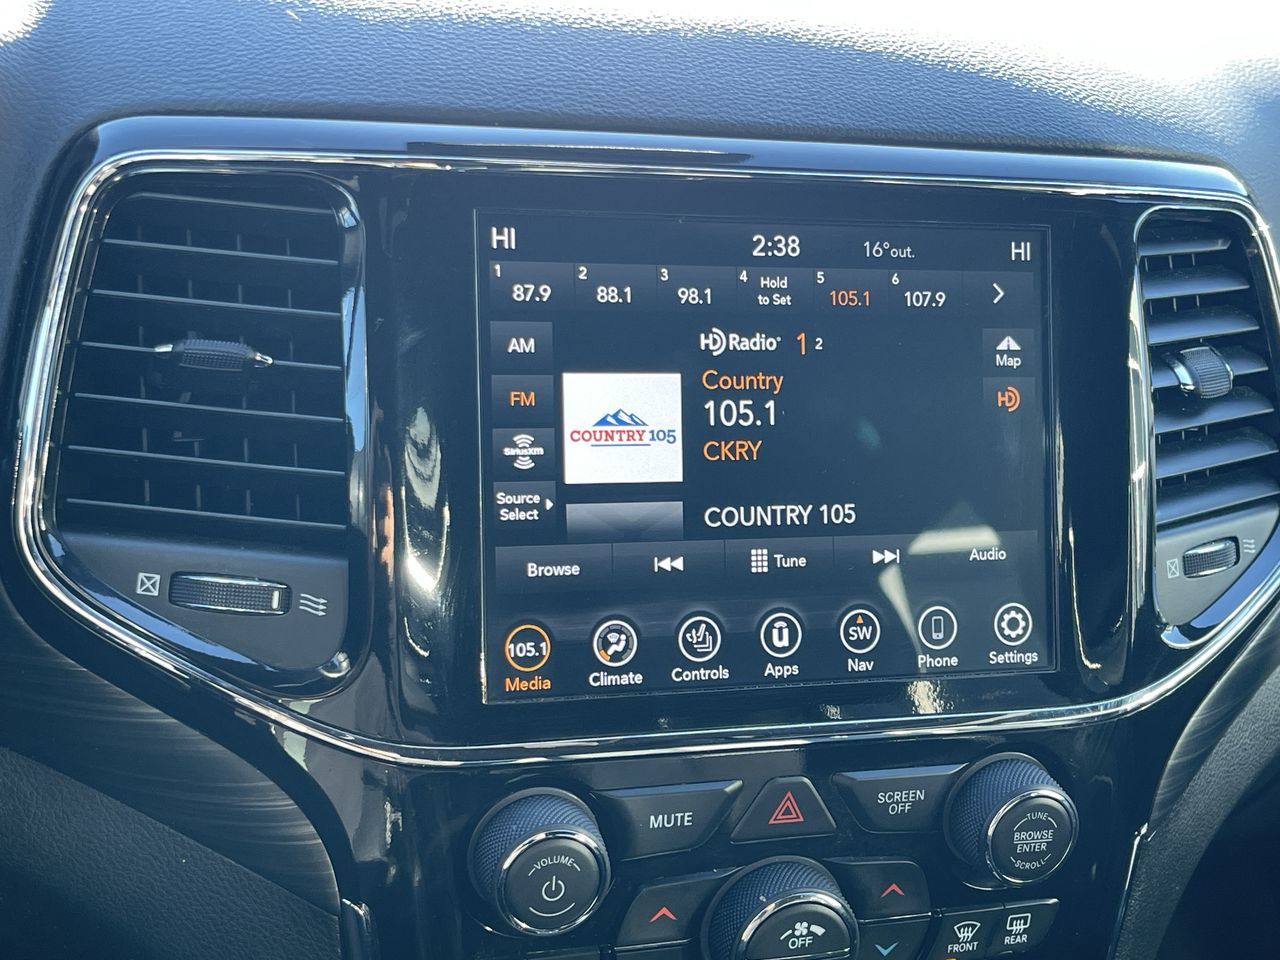 HI 2:38 16°out. HI
1 87.9 2 88.1 3 98.1 4 Hold to Set 5 105.1 6 107.9
AM
HD Radio 1 2
Map
FM
Country
HD
105.1
COUNTRY 105
SiriusXM
CKRY
Source
Select
COUNTRY 105
Browse Tune Audio
105.1 SW
Media Climate Controls Apps Nav Phone Settings
MUTE
SCREEN
OFF
TUNE
BROWSE
ENTER
SCROLL
VOLUME
OFF
FRONT
REAR